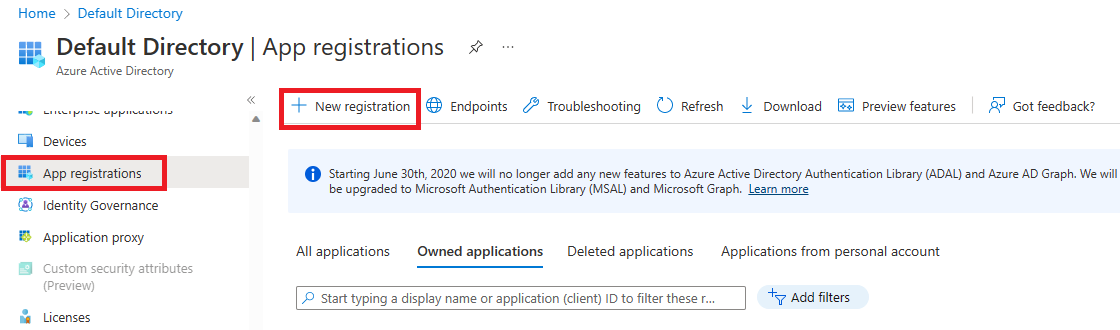 Home > Default Directory
Default Directory | App registrations
Azure Active Directory
Enterprise applications
Devices
App registrations
Identity Governance
Application proxy
Custom security attributes
(Preview)
Licenses
New registration Endpoints Troubleshooting Refresh Download Preview features Got feedback?
Starting June 30th, 2020 we will no longer add any new features to Azure Active Directory Authentication Library (ADAL) and Azure AD Graph. We will
be upgraded to Microsoft Authentication Library (MSAL) and Microsoft Graph. Learn more
All applications Owned applications Deleted applications Applications from personal account
Start typing a display name or application (client) ID to filter these r... Add filters